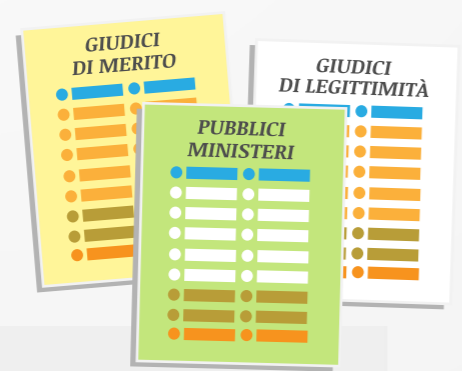 GIUDICI
DI MERITO
GIUDICI
DI LEGITTIMITÀ
PUBBLICI
MINISTERI